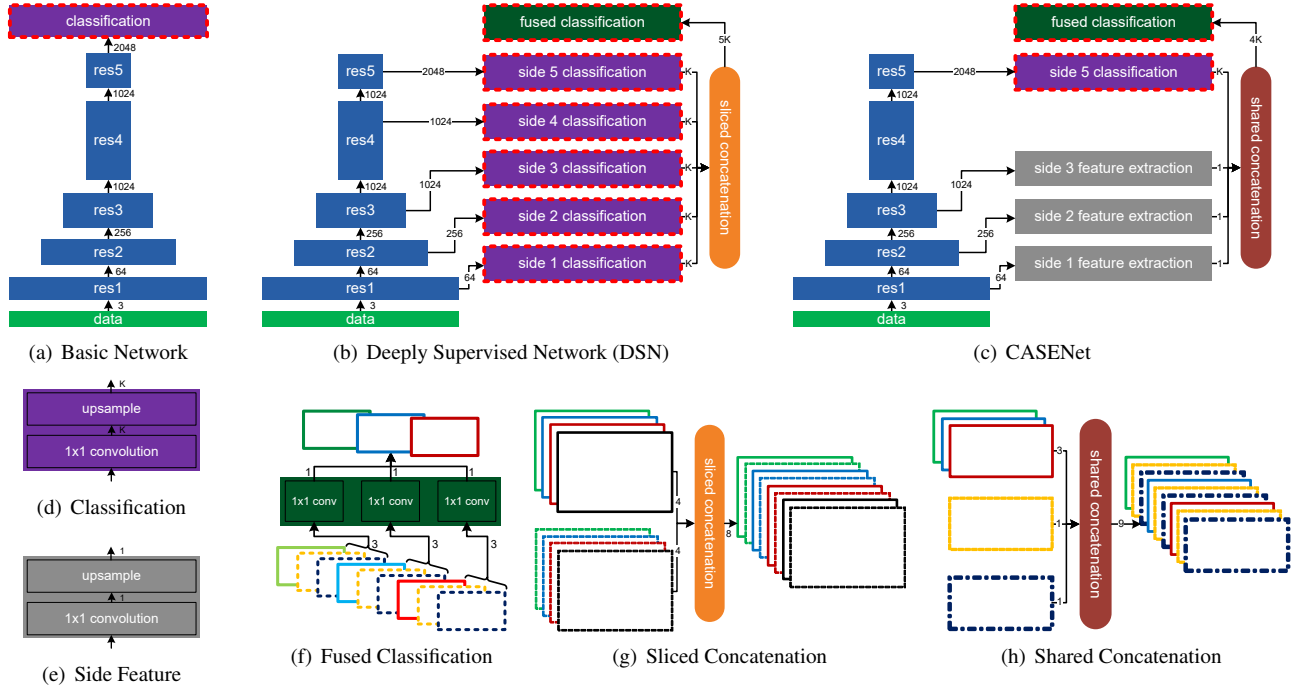 classification
2048
res5
1024
res4
1024
res3
256
res2
64
res1
3
data
(a) Basic Network
fused classification
5K
res5
2048
side 5 classification
K
1024
res4
1024
side 4 classification
K
sliced concatenation
1024
side 3 classification
K
1024
res3
256
side 2 classification
K
256
res2
64
side 1 classification
K
64
res1
3
data
(b) Deeply Supervised Network (DSN)
fused classification
4K
res5
2048
side 5 classification
K
1024
res4
shared concatenation
1024
side 3 feature extraction
1
1024
res3
256
side 2 feature extraction
1
256
res2
64
side 1 feature extraction
1
64
res1
3
data
(c) CASENet
K
upsample
K
1x1 convolution
(d) Classification
1
upsample
1
1x1 convolution
(e) Side Feature
1 1 1
1x1 conv 1x1 conv 1x1 conv
3 3 3
(f) Fused Classification
4
4
sliced concatenation
8
(g) Sliced Concatenation
3
1
1
shared concatenation
9
(h) Shared Concatenation